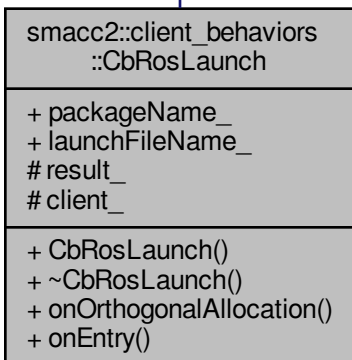 smacc2::client_behaviors
::CbRosLaunch
+ packageName_
+ launchFileName_
# result_
# client_
+ CbRosLaunch()
+ ~CbRosLaunch()
+ onOrthogonalAllocation()
+ onEntry()